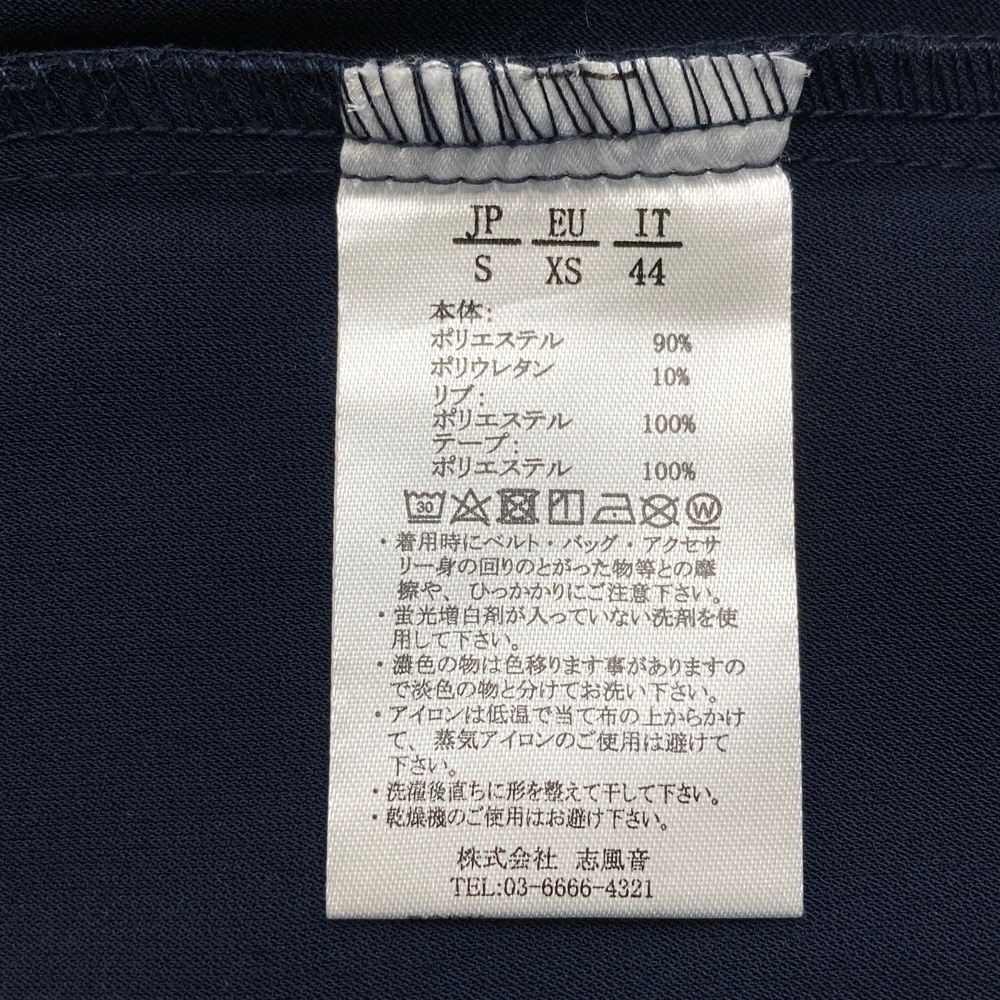 JP EU IT
S XS 44
本体:
ポリエステル 90%
ポリウレタン 10%
リブ:
ポリエステル 100%
テープ:
ポリエステル 100%
30 W
・着用時にベルト・バッグ・アクセサ
リー身の回りのとがった物等との摩
擦や、ひっかかりにご注意下さい。
・蛍光増白剤が入っていない洗剤を使
用して下さい。
・濃色の物は色移ります事がありますの
で淡色の物と分けてお洗い下さい。
・アイロンは低温で当て布の上からかけ
て、蒸気アイロンのご使用は避けて
下さい。
・洗濯後直ちに形を整えて干して下さい。
・乾燥機のご使用はお避け下さい。
株式会社 志風音
TEL:03-6666-4321